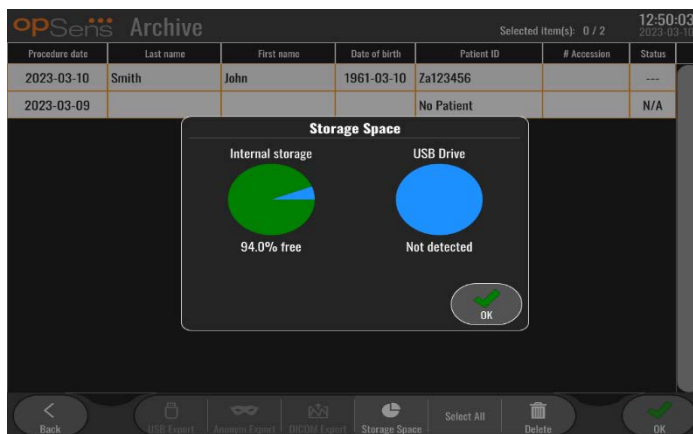 opSens Archive
Selected item(s): 0 / 2
12:50:03
2023-03-10
Procedure date Last name First name Date of birth Patient ID # Accession Status
2023-03-10 Smith John 1961-03-10 Za123456 ---
2023-03-09 No Patient N/A
Storage Space
Internal storage USB Drive
94.0% free Not detected
OK
Back USB Export Anonym Export DICOM Export Storage Space Select All Delete OK